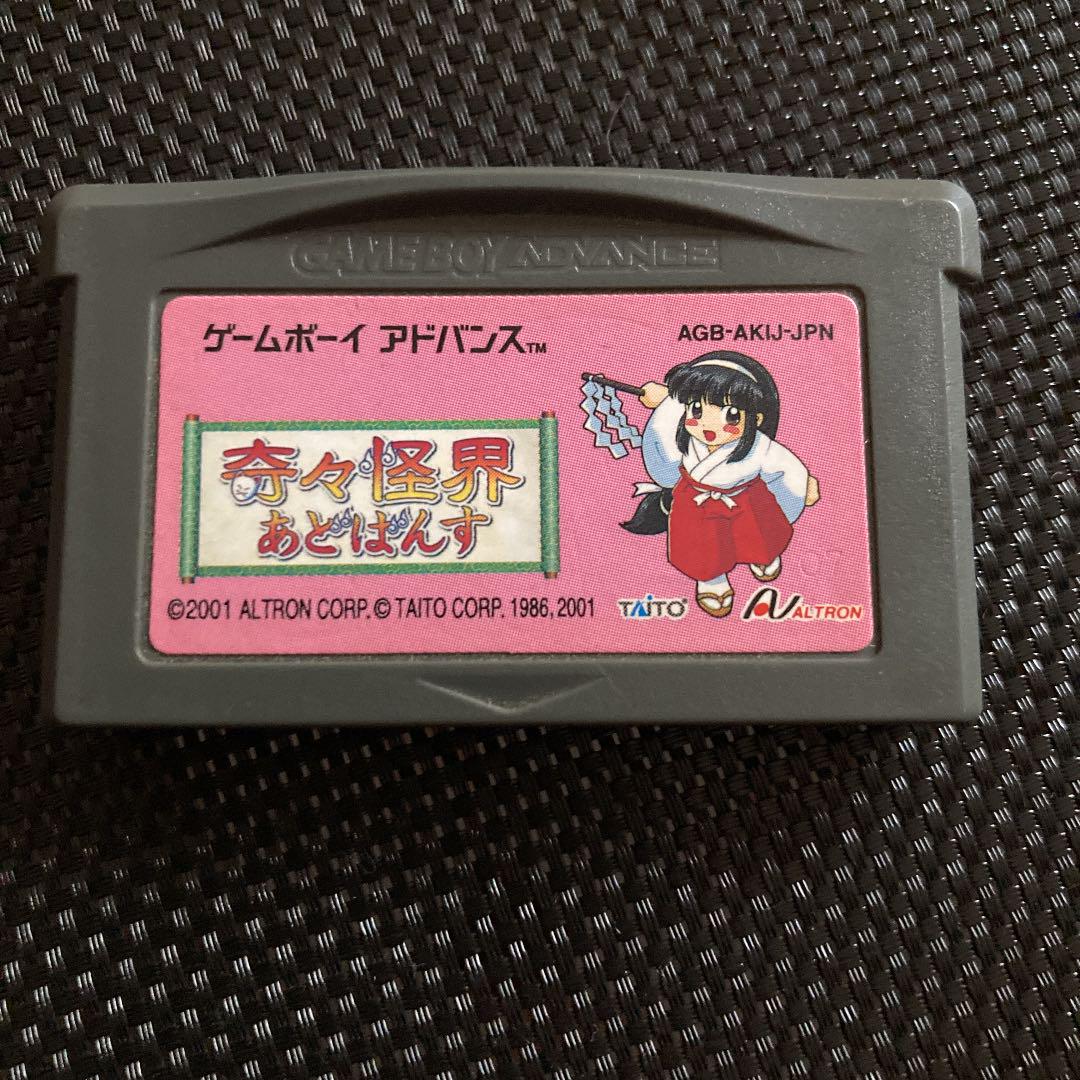 GAME BOY ADVANCE
ゲームボーイ アドバンス™
AGB-AKIJ-JPN
奇々怪界
あどばんす
©2001 ALTRON CORP. © TAITO CORP. 1986, 2001
TAITO®
ALTRON